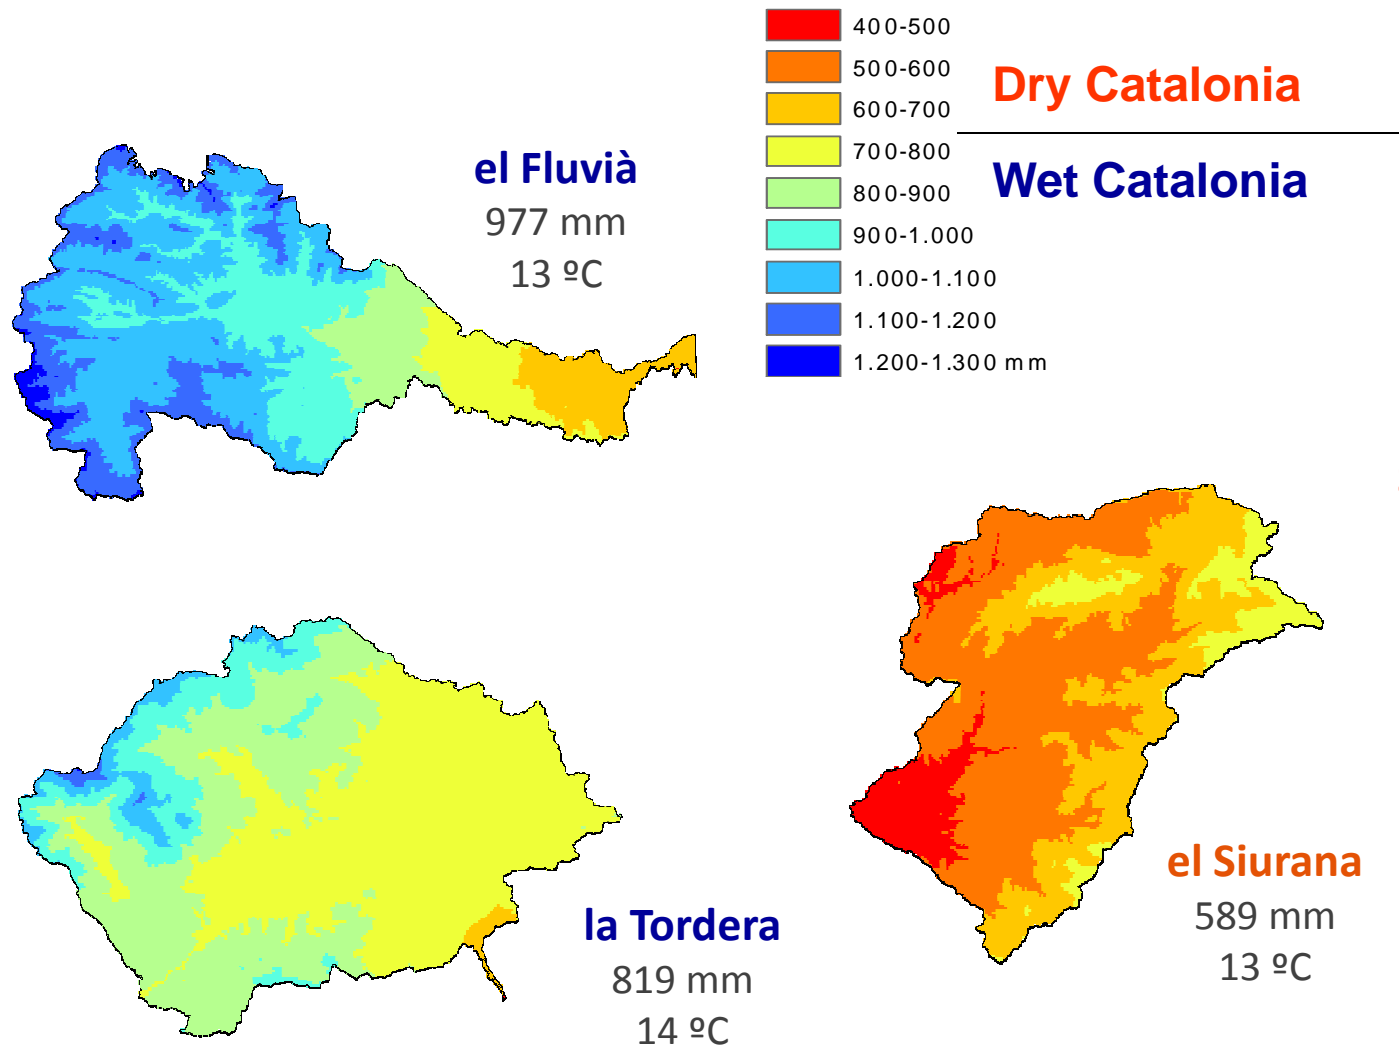 400-500
500-600
600-700
700-800
800-900
900-1.000
1.000-1.100
1.100-1.200
1.200-1.300 mm
Dry Catalonia
Wet Catalonia
el Fluvià
977 mm
13 ºC
la Tordera
819 mm
14 ºC
el Siurana
589 mm
13 ºC